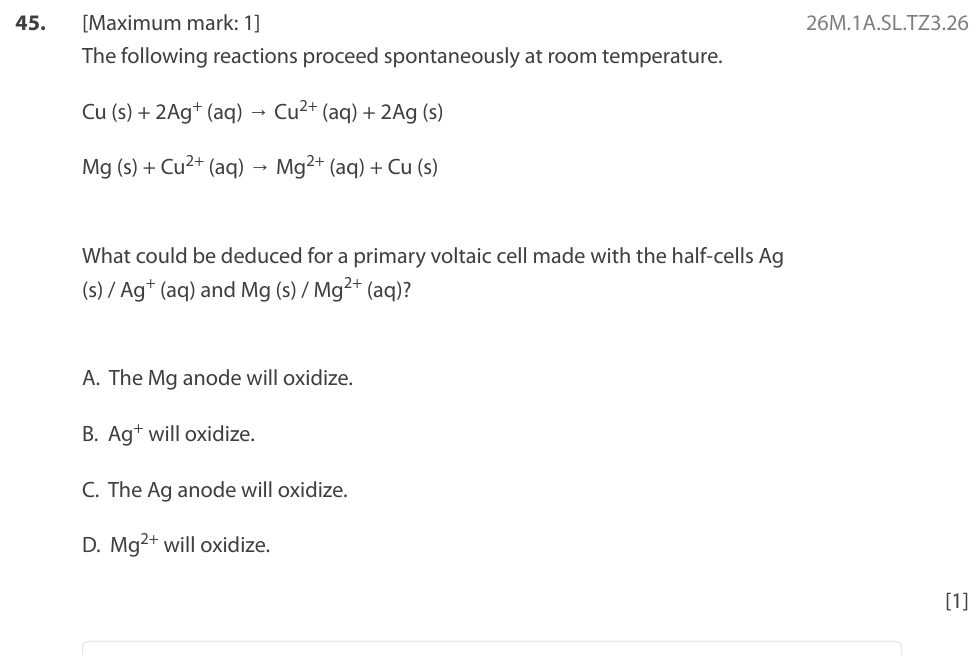 45. [Maximum mark: 1] 26M.1A.SL.TZ3.26
The following reactions proceed spontaneously at room temperature.
Cu (s) + 2Ag⁺ (aq) → Cu²⁺ (aq) + 2Ag (s)
Mg (s) + Cu²⁺ (aq) → Mg²⁺ (aq) + Cu (s)
What could be deduced for a primary voltaic cell made with the half-cells Ag
(s) / Ag⁺ (aq) and Mg (s) / Mg²⁺ (aq)?
A. The Mg anode will oxidize.
B. Ag⁺ will oxidize.
C. The Ag anode will oxidize.
D. Mg²⁺ will oxidize.
[1]